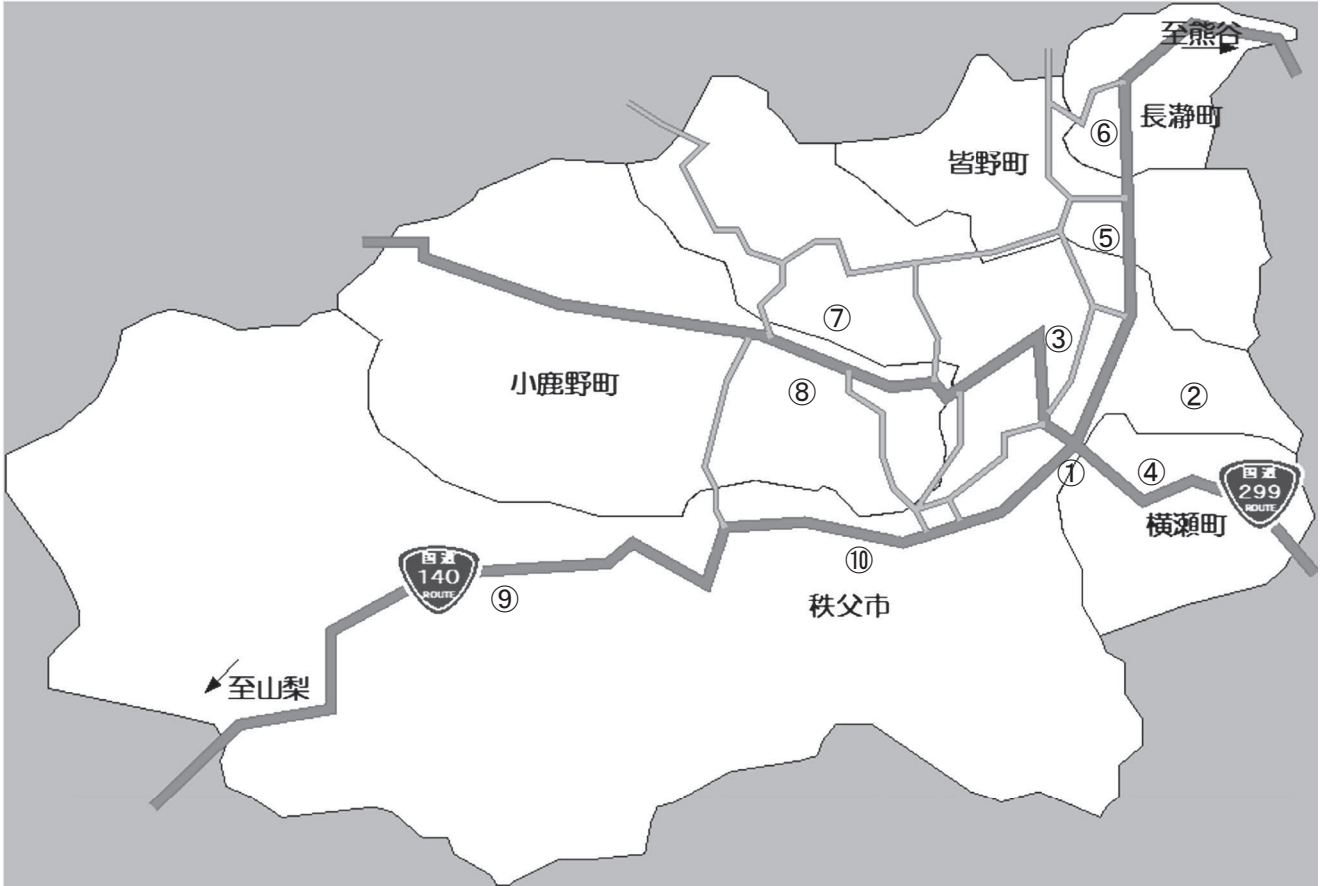 至熊谷
長瀞町
⑥
皆野町
⑤
⑦
③
小鹿野町
⑧
②
①
④
国道
299
ROUTE
横瀬町
国道
140
ROUTE
⑩
⑨
秩父市
至山梨